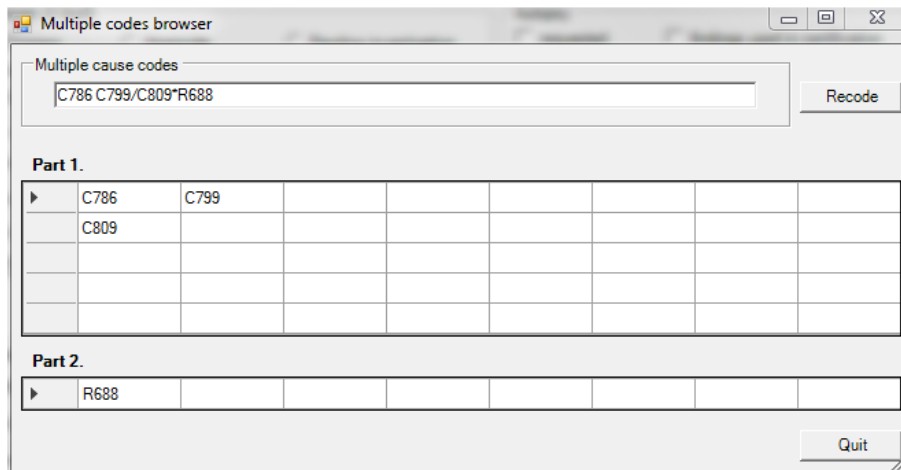 Multiple codes browser
Multiple cause codes
C786 C799/C809*R688
Recode
Part 1.
C786 C799
C809
Part 2.
R688
Quit